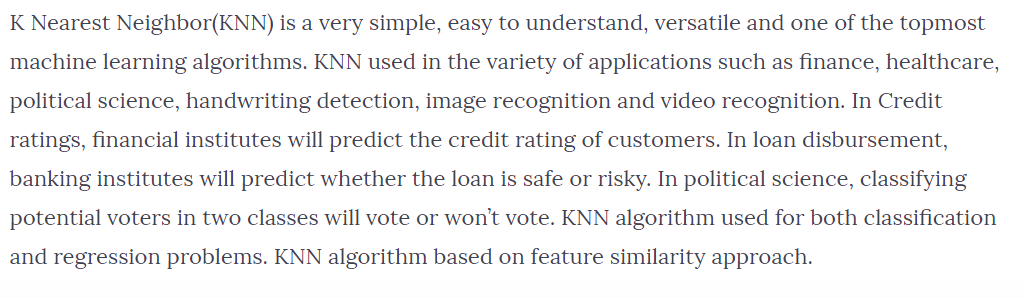 K Nearest Neighbor(KNN) is a very simple, easy to understand, versatile and one of the topmost
machine learning algorithms. KNN used in the variety of applications such as finance, healthcare,
political science, handwriting detection, image recognition and video recognition. In Credit
ratings, financial institutes will predict the credit rating of customers. In loan disbursement,
banking institutes will predict whether the loan is safe or risky. In political science, classifying
potential voters in two classes will vote or won’t vote. KNN algorithm used for both classification
and regression problems. KNN algorithm based on feature similarity approach.